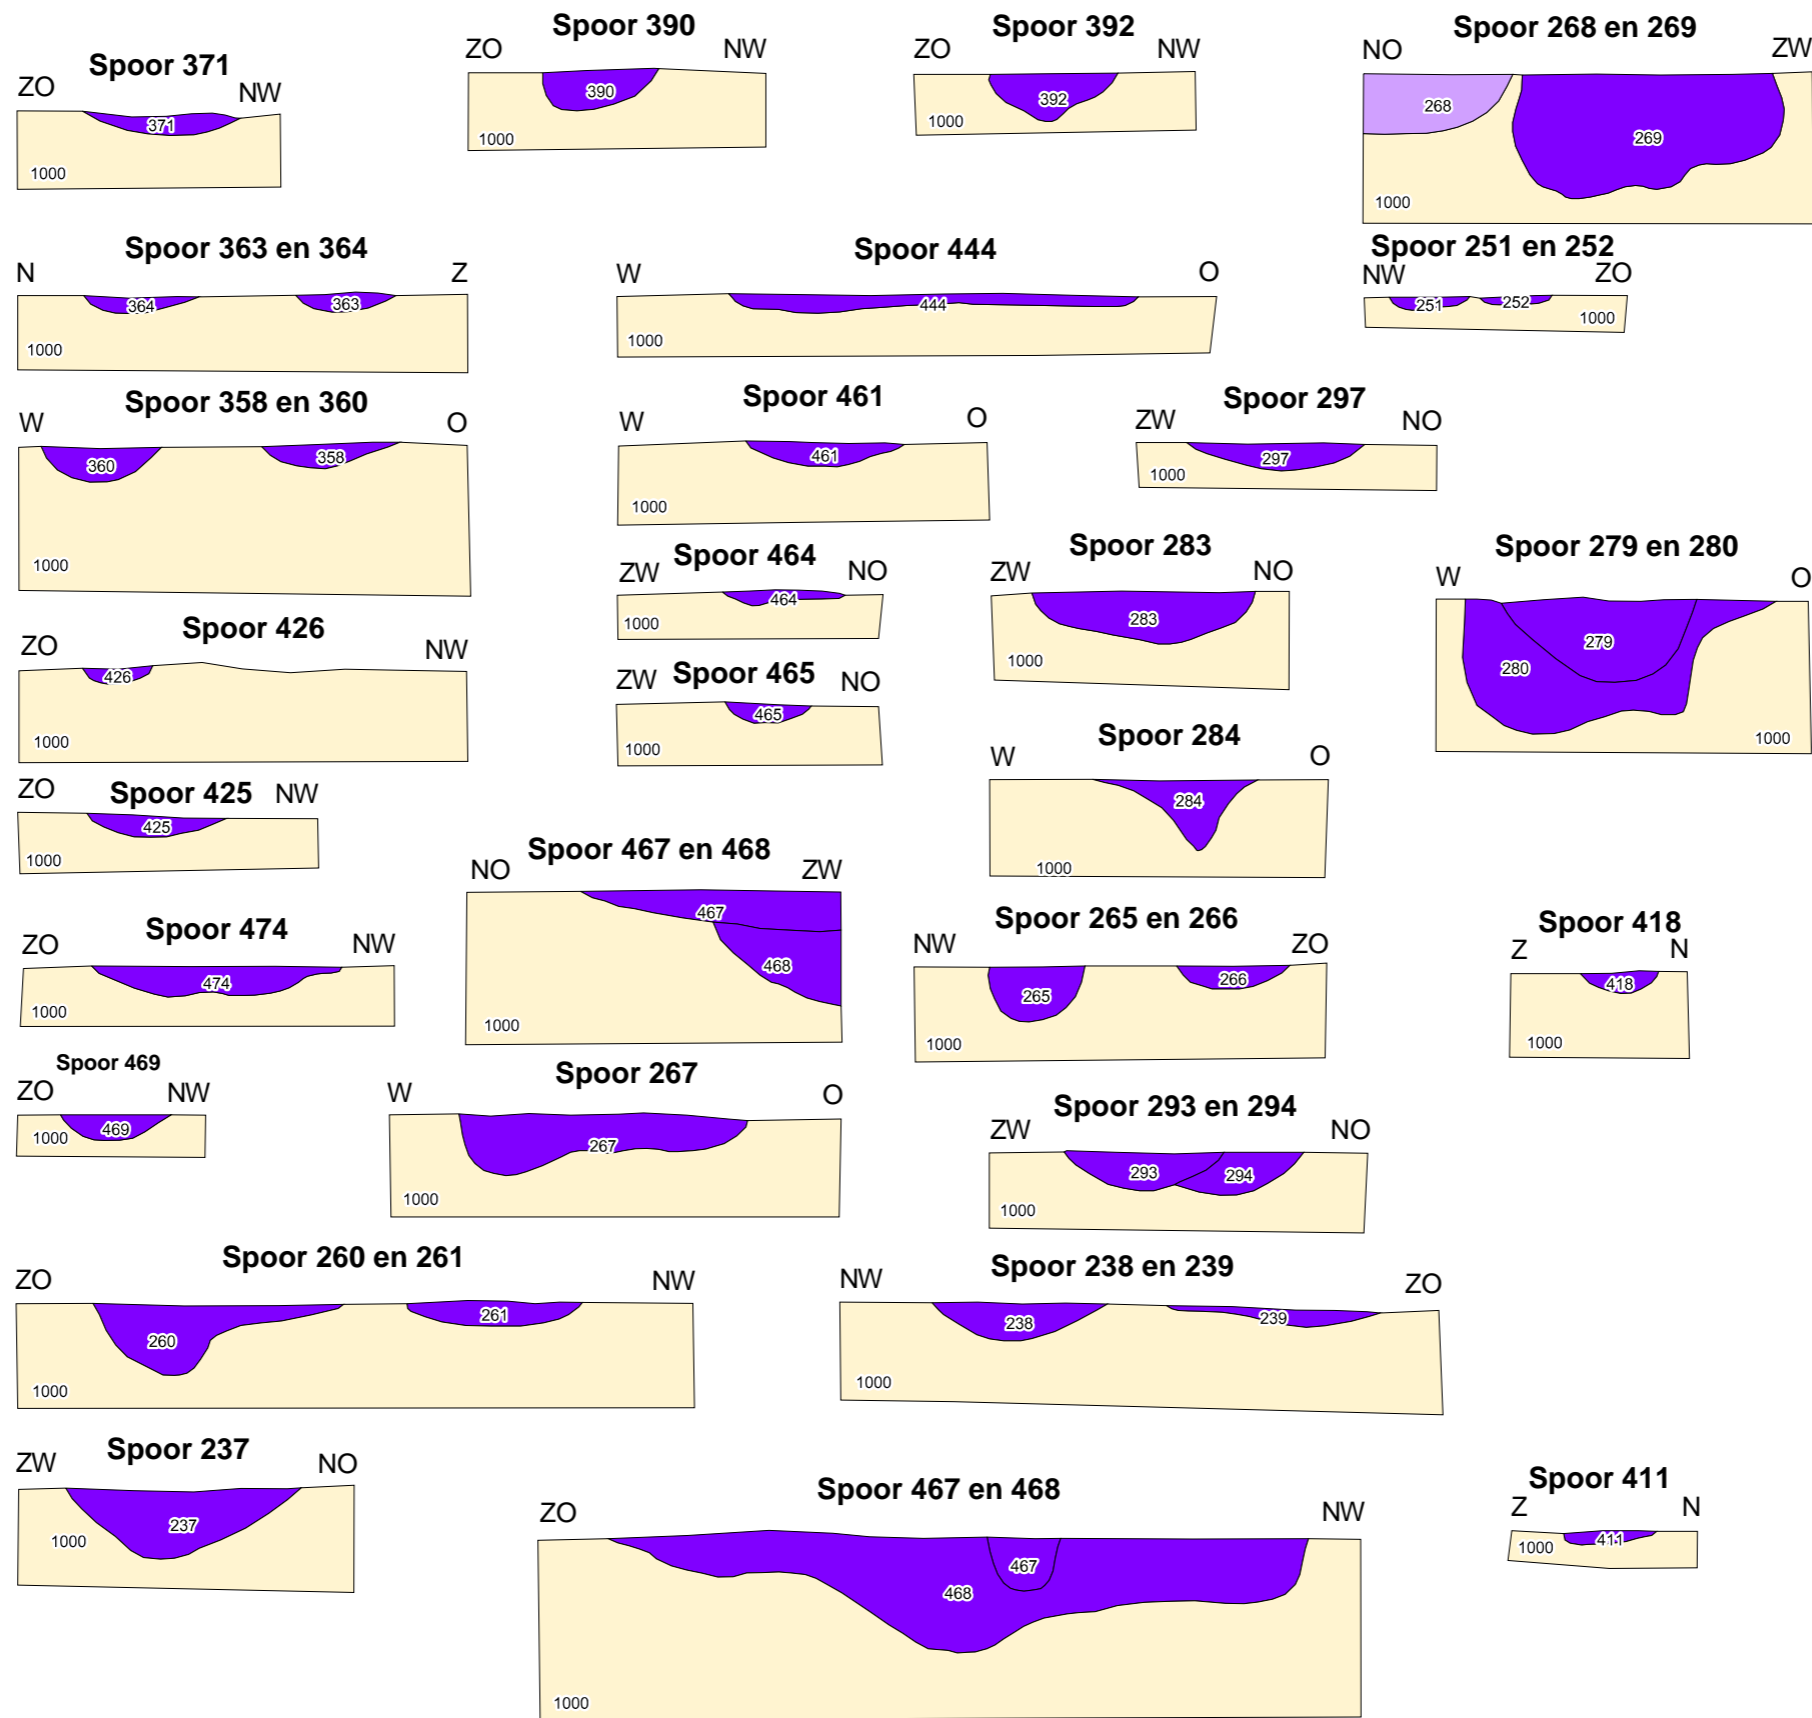 Spoor 371
ZO NW
371
1000
Spoor 390
ZO NW
390
1000
Spoor 392
ZO NW
392
1000
Spoor 268 en 269
NO ZW
268
269
1000
Spoor 363 en 364
N Z
364 363
1000
Spoor 444
W O
444
1000
Spoor 251 en 252
NW ZO
251 252
1000
Spoor 358 en 360
W O
360 358
1000
Spoor 461
W O
461
1000
Spoor 297
ZW NO
297
1000
Spoor 464
ZW NO
464
1000
Spoor 283
ZW NO
283
1000
Spoor 279 en 280
W O
279
280
1000
Spoor 426
ZO NW
426
1000
Spoor 465
ZW NO
465
1000
Spoor 284
W O
284
1000
Spoor 425
ZO NW
425
1000
Spoor 467 en 468
NO ZW
467
468
1000
Spoor 265 en 266
NW ZO
265 266
1000
Spoor 418
Z N
418
1000
Spoor 474
ZO NW
474
1000
Spoor 469
ZO NW
469
1000
Spoor 267
W O
267
1000
Spoor 293 en 294
ZW NO
293 294
1000
Spoor 260 en 261
ZO NW
260 261
1000
Spoor 238 en 239
NW ZO
238 239
1000
Spoor 237
ZW NO
237
1000
Spoor 467 en 468
ZO NW
467
468
1000
Spoor 411
Z N
411
1000